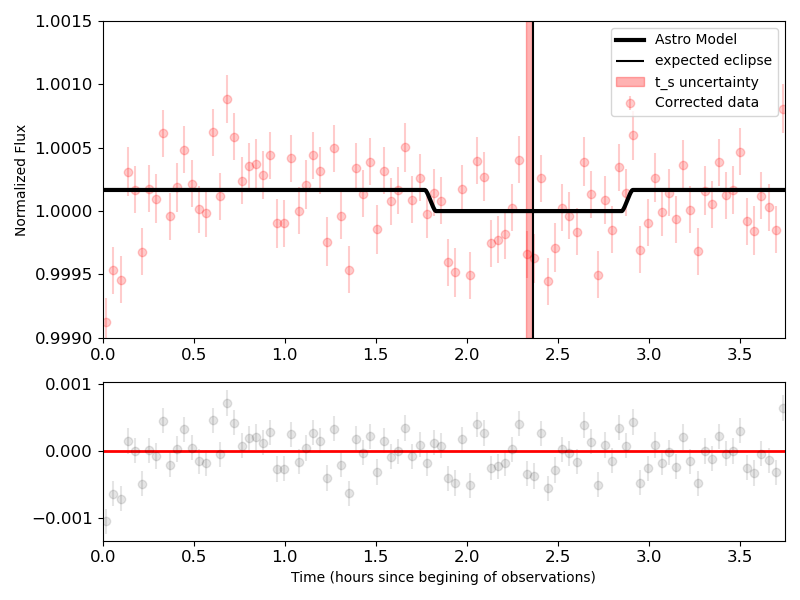 1.0015
1.0010
1.0005
1.0000
0.9995
0.9990
Normalized Flux
Astro Model
expected eclipse
t_s uncertainty
Corrected data
0.0 0.5 1.0 1.5 2.0 2.5 3.0 3.5
0.001
0.000
−0.001
0.0 0.5 1.0 1.5 2.0 2.5 3.0 3.5
Time (hours since begining of observations)